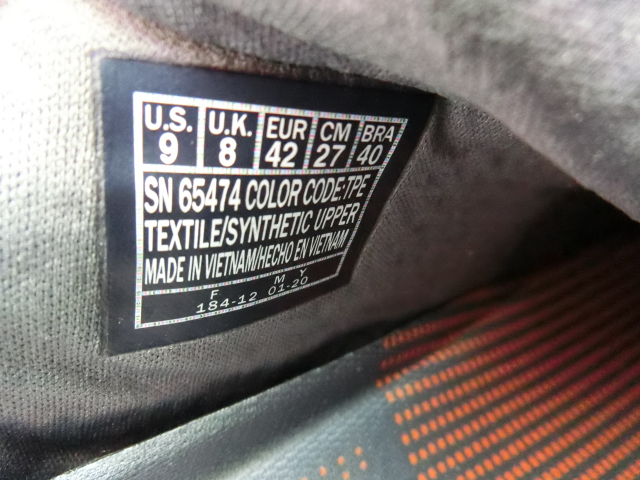 U.S. U.K. EUR CM BRA
9 8 42 27 40
SN 65474 COLOR CODE: TPE
TEXTILE/SYNTHETIC UPPER
MADE IN VIETNAM/HECHO EN VIETNAM
F M Y
184-12 01-20